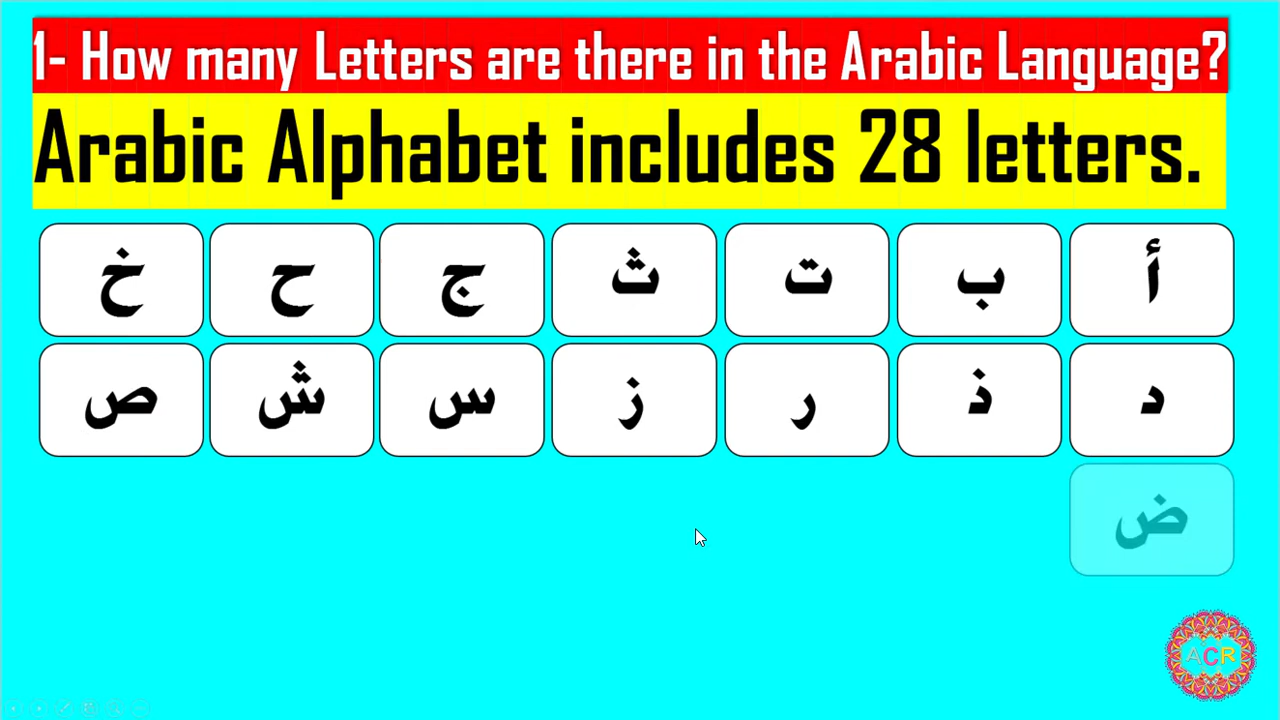 1- How many Letters are there in the Arabic Language?
Arabic Alphabet includes 28 letters.
أ ب ت ث ج ح خ
د ذ ر ز س ش ص
ض
ACR